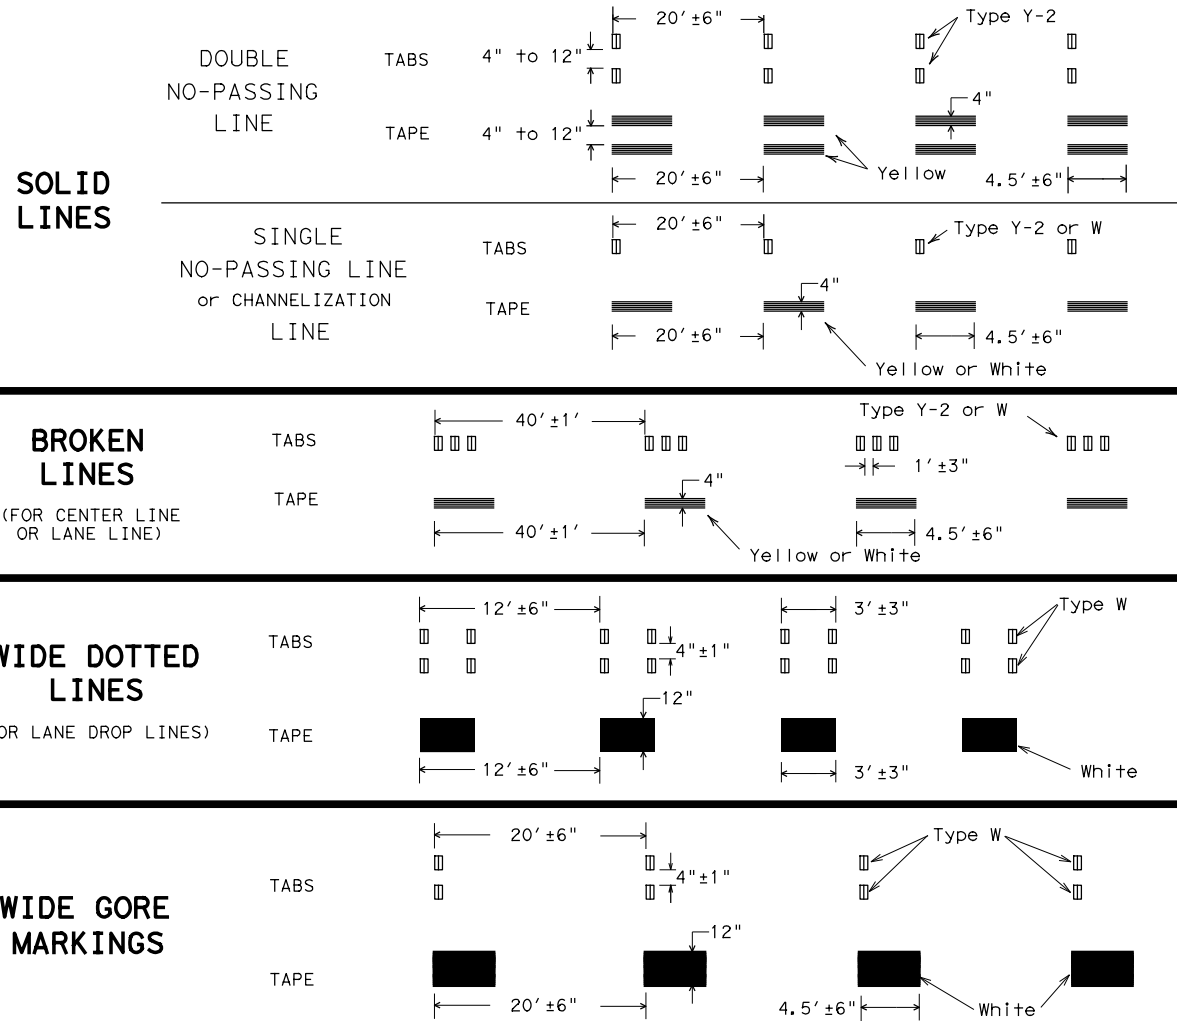 SOLID
LINES
DOUBLE
NO-PASSING
LINE
TABS
4" to 12"
20'±6"
Type Y-2
TAPE
4" to 12"
4"
20'±6"
Yellow
4.5'±6"
SINGLE
NO-PASSING LINE
or CHANNELIZATION
LINE
TABS
20'±6"
Type Y-2 or W
TAPE
4"
20'±6"
4.5'±6"
Yellow or White
BROKEN
LINES
(FOR CENTER LINE
OR LANE LINE)
TABS
40'±1'
Type Y-2 or W
1'±3"
TAPE
4"
40'±1'
4.5'±6"
Yellow or White
WIDE DOTTED
LINES
OR LANE DROP LINES)
TABS
12'±6"
3'±3"
Type W
4"±1"
TAPE
12"
12'±6"
3'±3"
White
WIDE GORE
MARKINGS
TABS
20'±6"
Type W
4"±1"
TAPE
12"
20'±6"
4.5'±6"
White